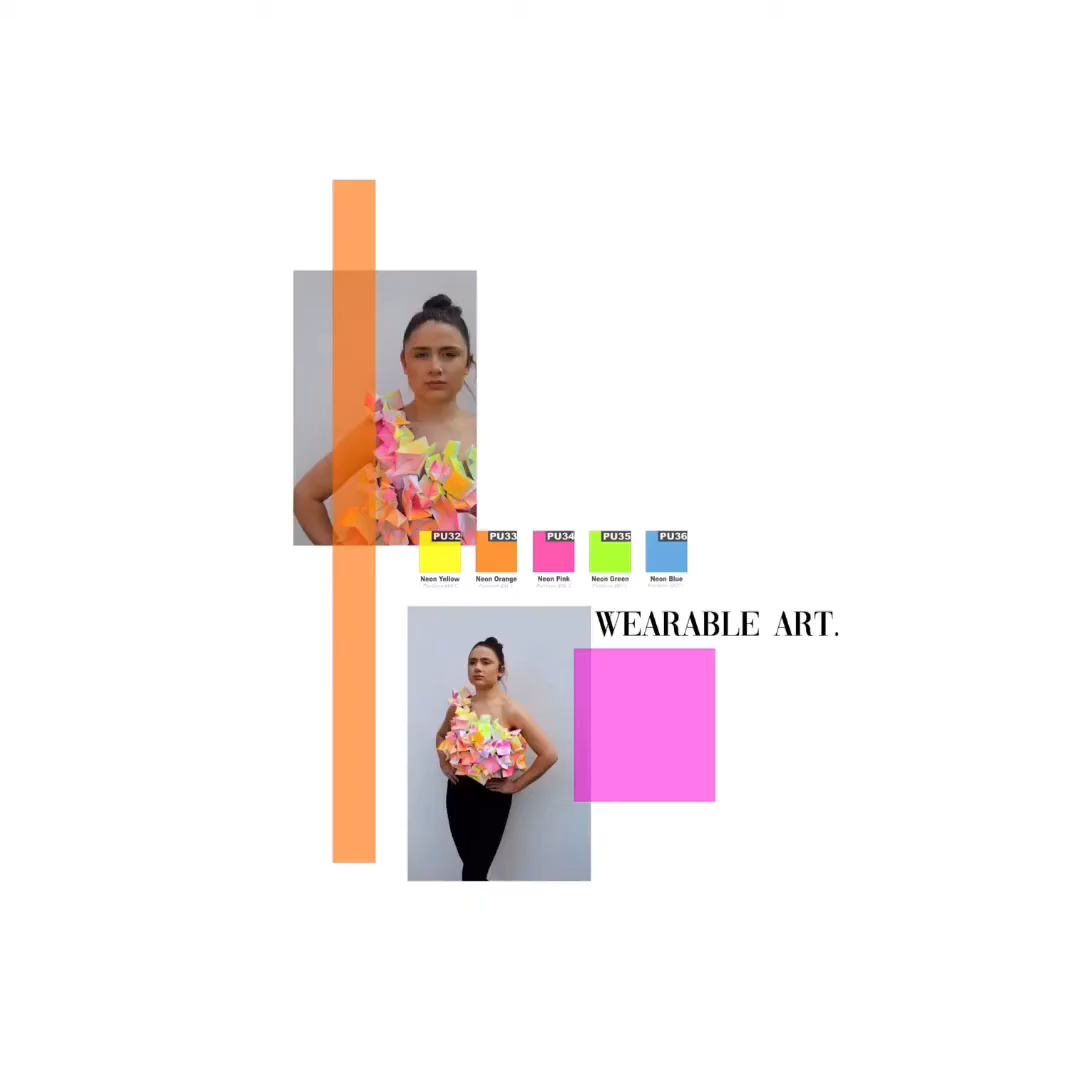 PU32 PU33 PU34 PU35 PU36
Neon Yellow Neon Orange Neon Pink Neon Green Neon Blue
WEARABLE ART.